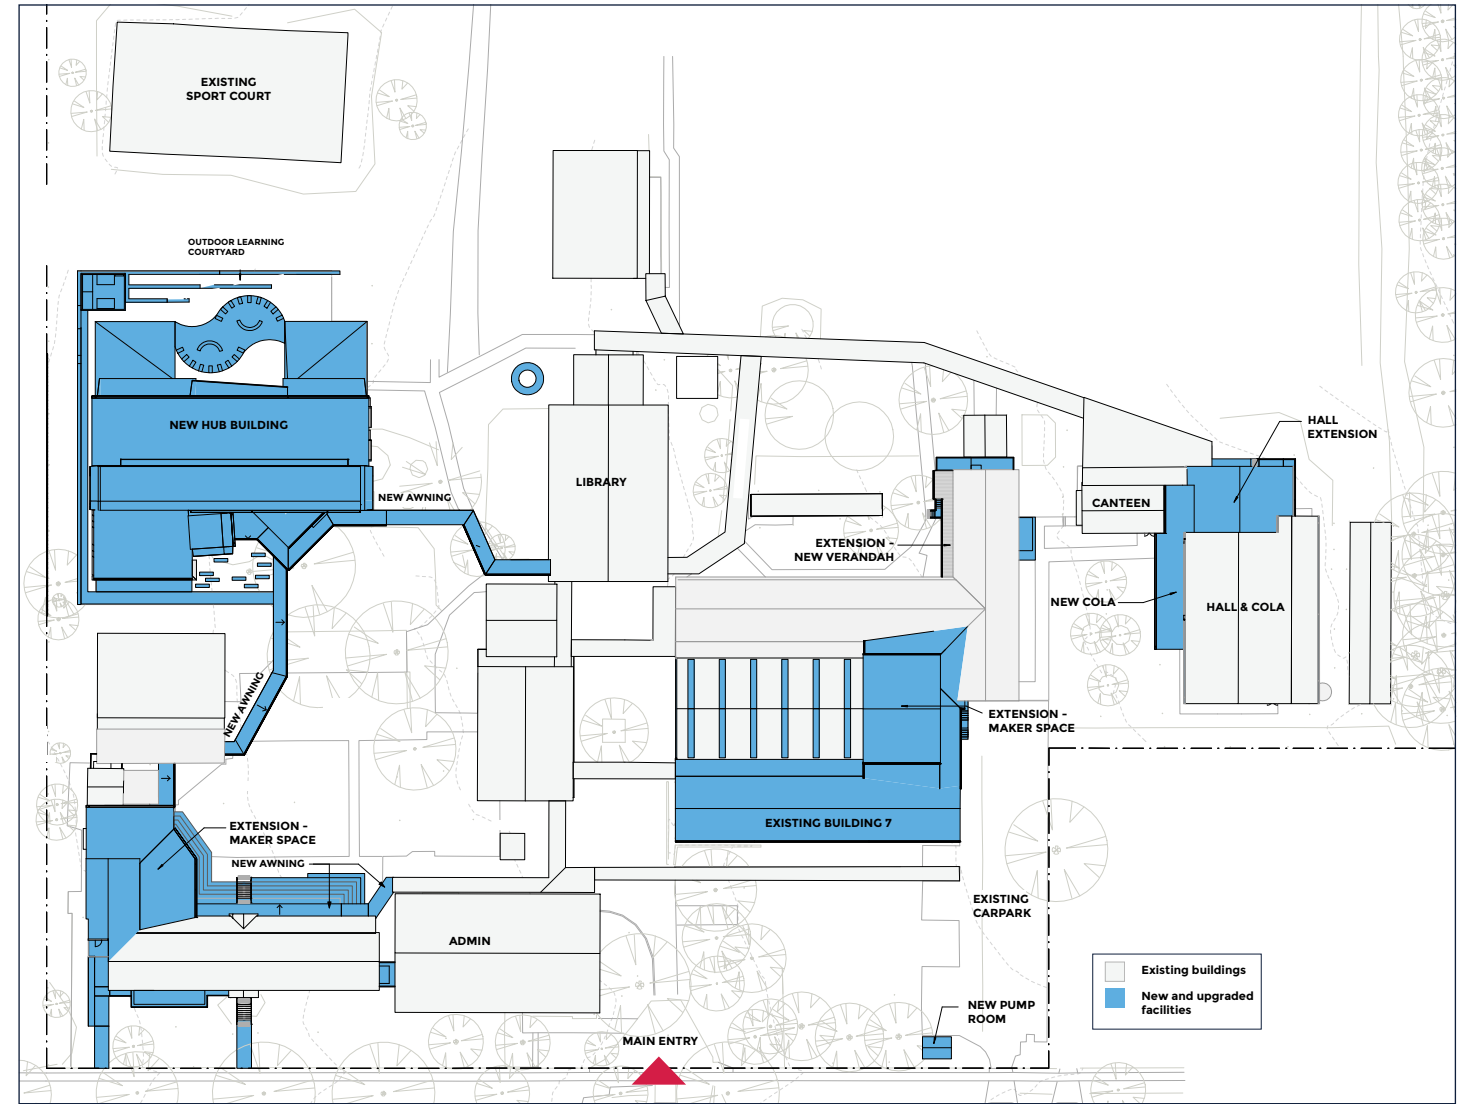 EXISTING
SPORT COURT
OUTDOOR LEARNING
COURTYARD
NEW HUB BUILDING
NEW AWNING
LIBRARY
HALL
EXTENSION
CANTEEN
EXTENSION -
NEW VERANDAH
NEW COLA
HALL & COLA
NEW AWNING
EXTENSION -
MAKER SPACE
EXTENSION -
MAKER SPACE
EXISTING BUILDING 7
NEW AWNING
EXISTING
CARPARK
ADMIN
Existing buildings
New and upgraded
facilities
NEW PUMP
ROOM
MAIN ENTRY